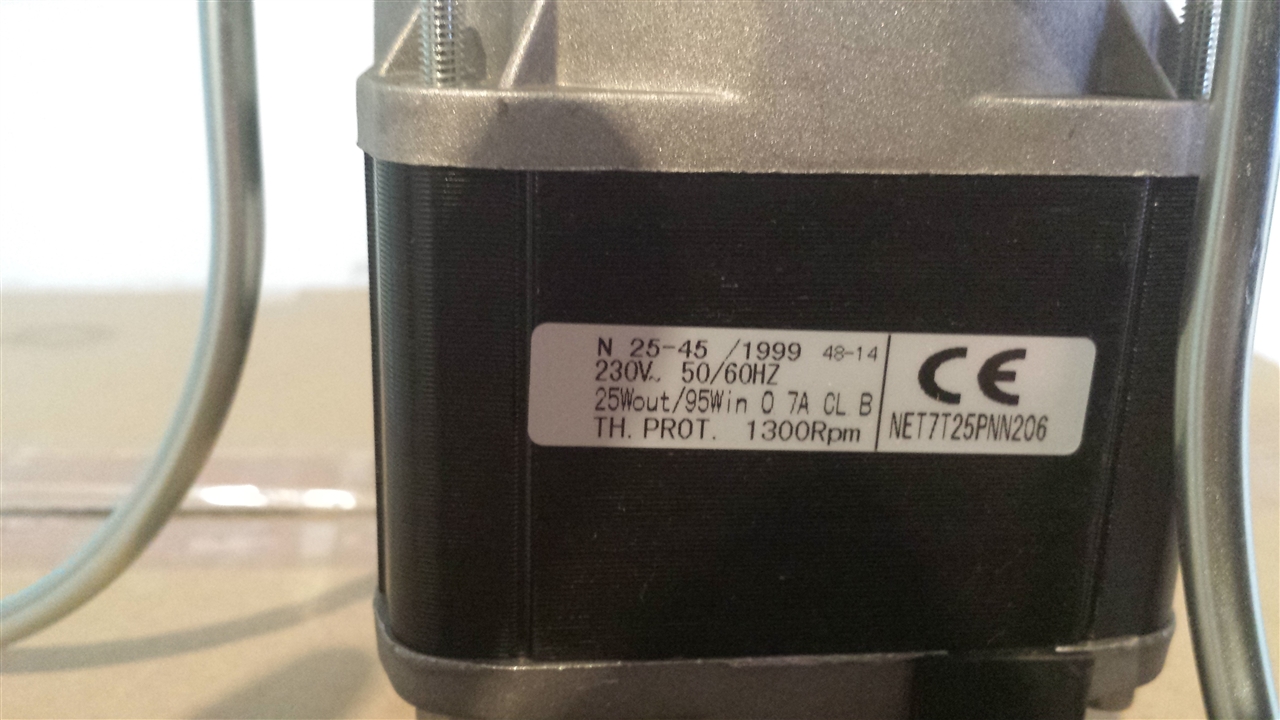 N 25-45 /1999 48-14
230V~ 50/60HZ
25Wout/95Win 0 7A CL B
TH. PROT. 1300Rpm
CE
NET7T25PNN206